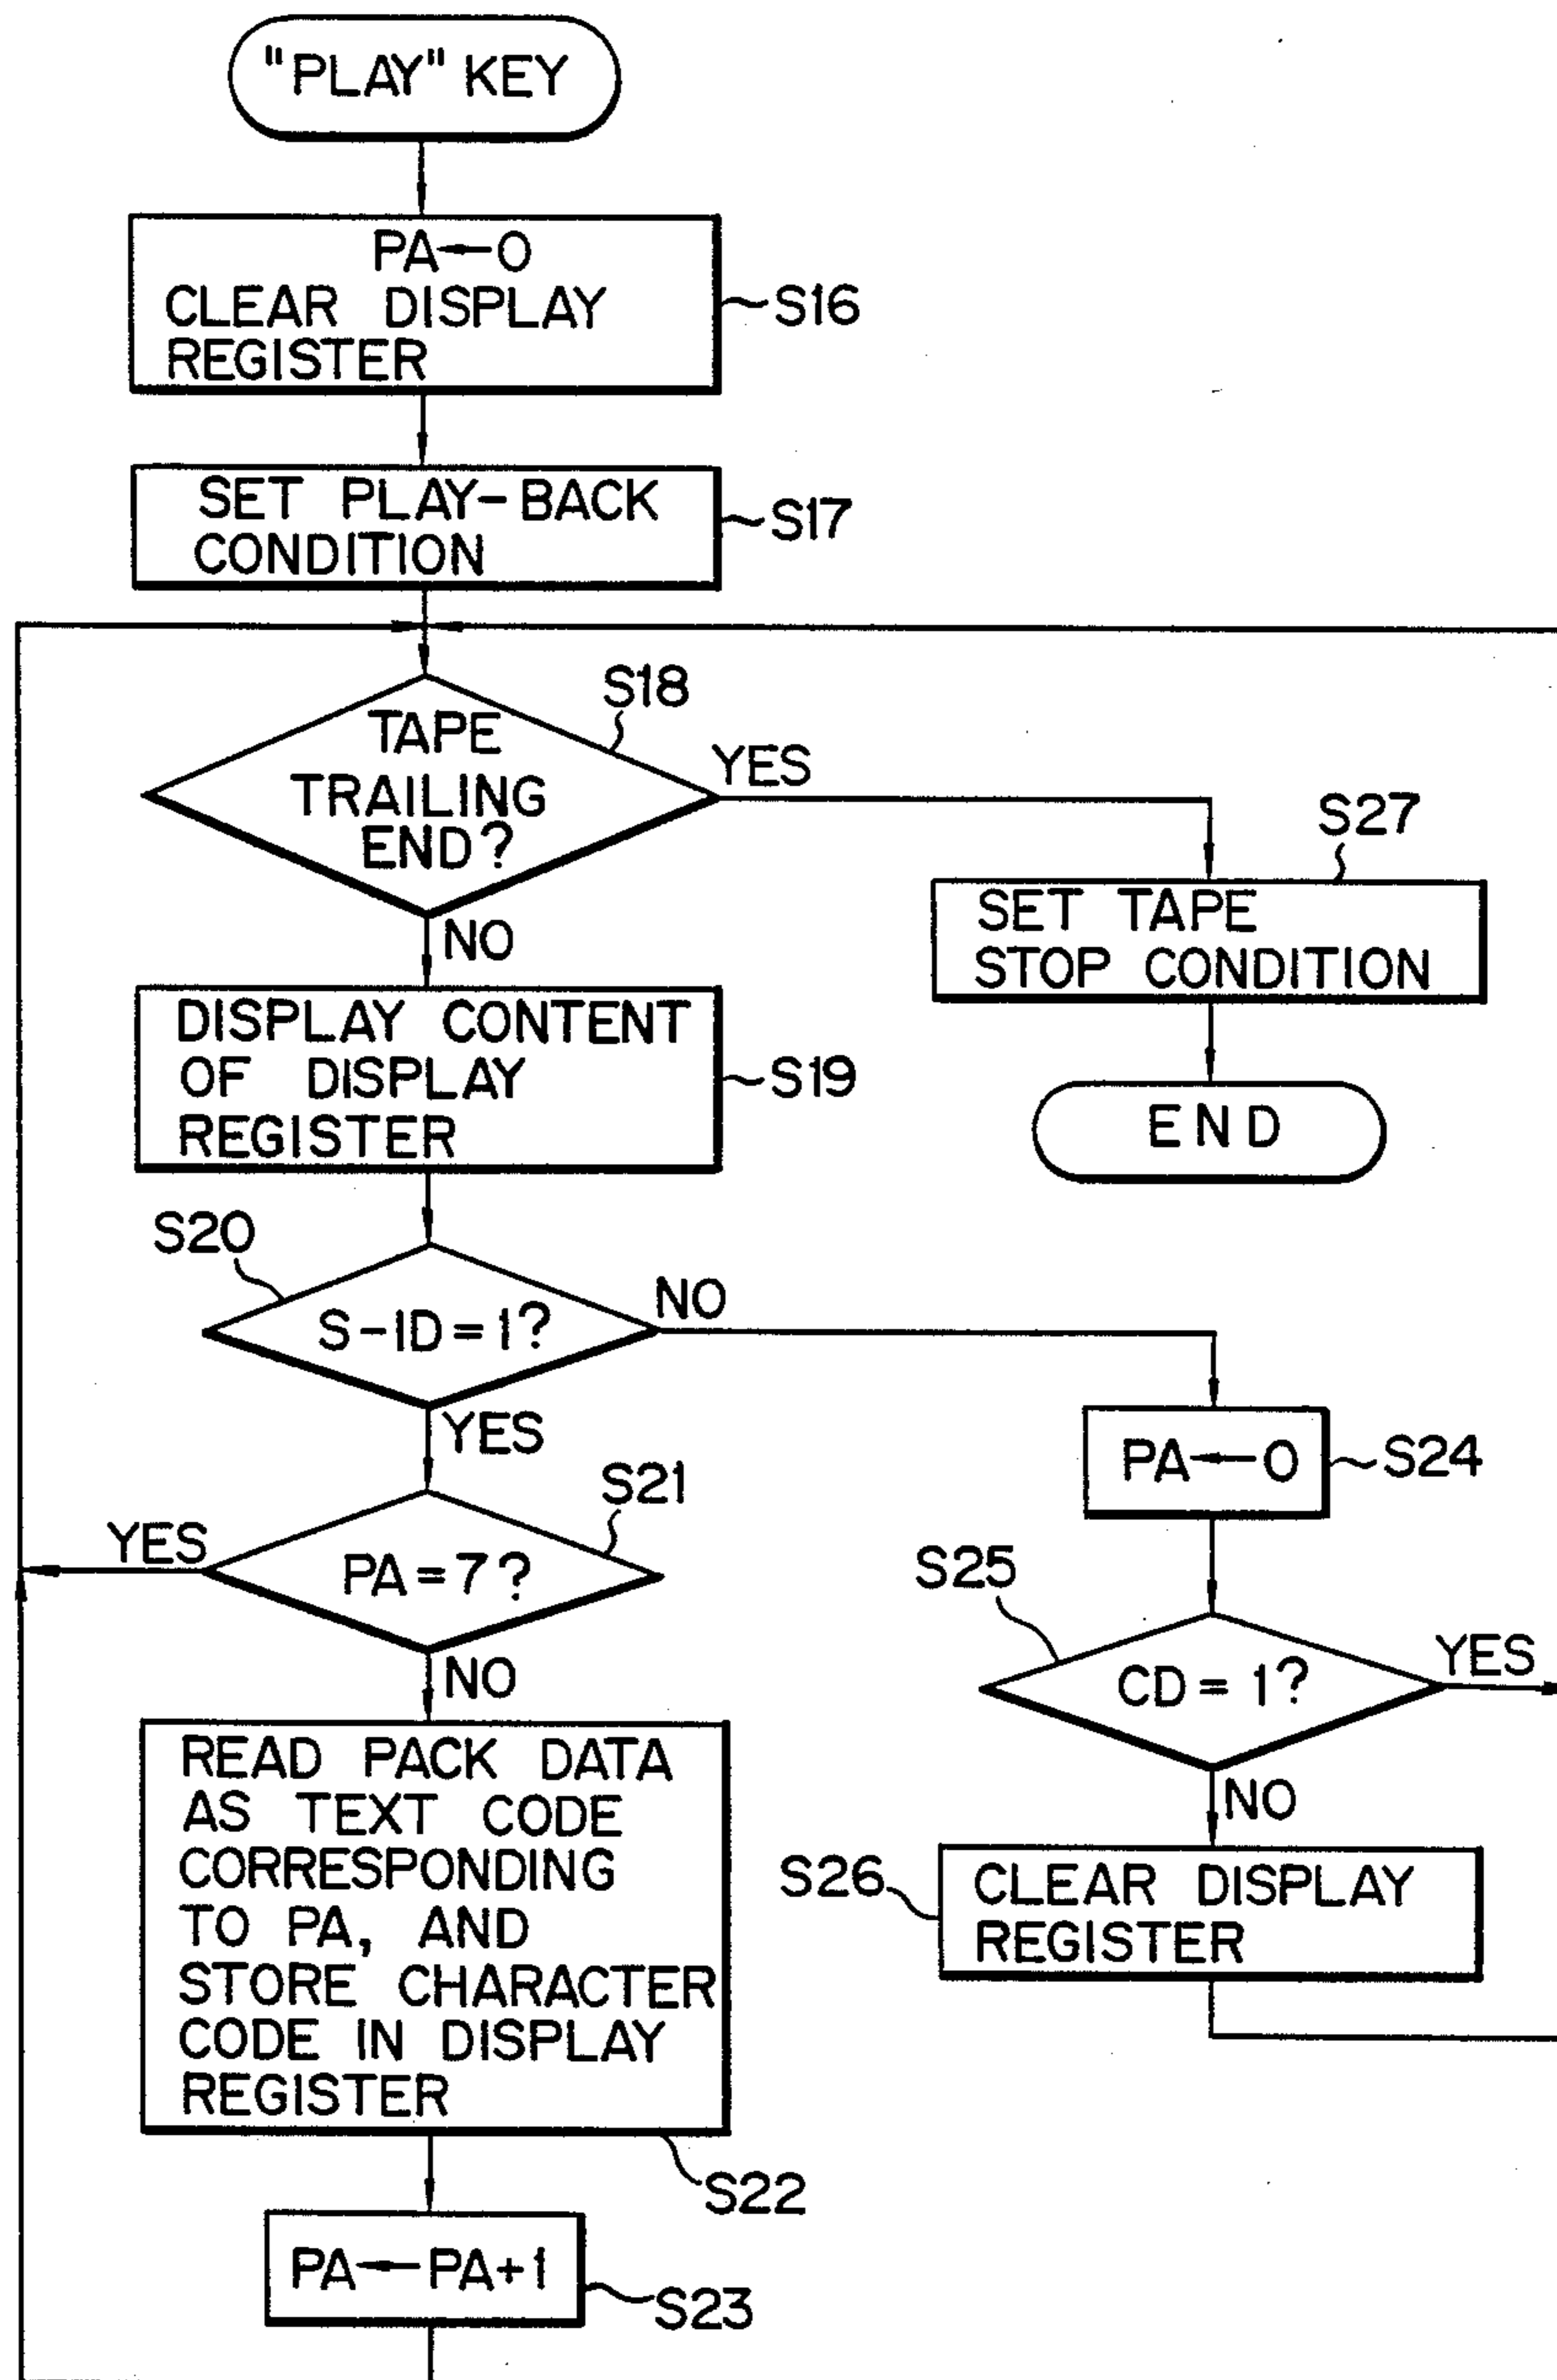 "PLAY" KEY
PA←0
CLEAR DISPLAY
REGISTER
S16
SET PLAY-BACK
CONDITION
S17
S18
TAPE
TRAILING
END?
YES
NO
S27
SET TAPE
STOP CONDITION
END
DISPLAY CONTENT
OF DISPLAY
REGISTER
S19
S20
S-ID=1?
NO
YES
PA←0
S24
S21
PA=7?
YES
NO
S25
CD=1?
YES
NO
READ PACK DATA
AS TEXT CODE
CORRESPONDING
TO PA, AND
STORE CHARACTER
CODE IN DISPLAY
REGISTER
S22
S26
CLEAR DISPLAY
REGISTER
PA←PA+1
S23